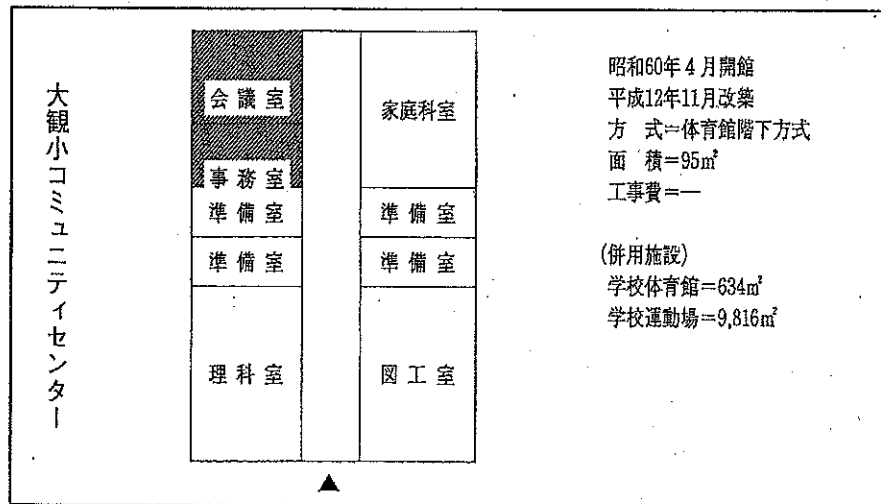 大観小コミュニティセンター
会議室
事務室
準備室
準備室
理科室
家庭科室
準備室
準備室
図工室
昭和60年4月開館
平成12年11月改築
方　式＝体育館階下方式
面　積＝95㎡
工事費＝―
(併用施設)
学校体育館＝634㎡
学校運動場＝9,816㎡